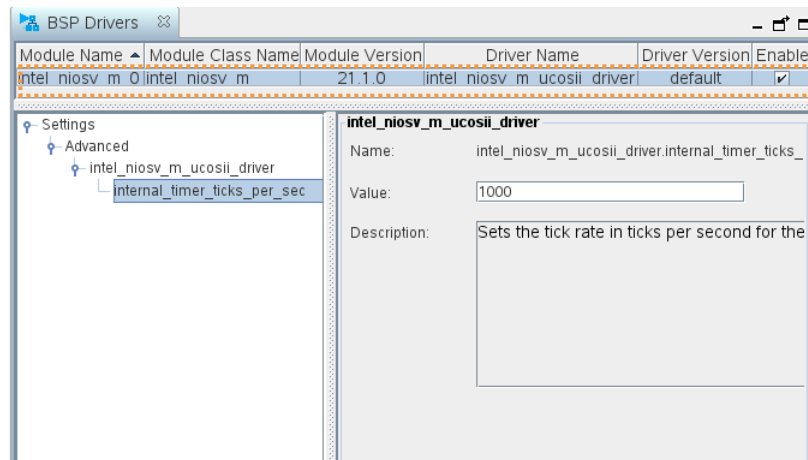 BSP Drivers
Module Name Module Class Name Module Version Driver Name Driver Version Enable
intel_niosv_m_0 intel_niosv_m 21.1.0 intel_niosv_m_ucosii_driver default
Settings
Advanced
intel_niosv_m_ucosii_driver
internal_timer_ticks_per_sec
intel_niosv_m_ucosii_driver
Name: intel_niosv_m_ucosii_driver.internal_timer_ticks_
Value: 1000
Description: Sets the tick rate in ticks per second for the